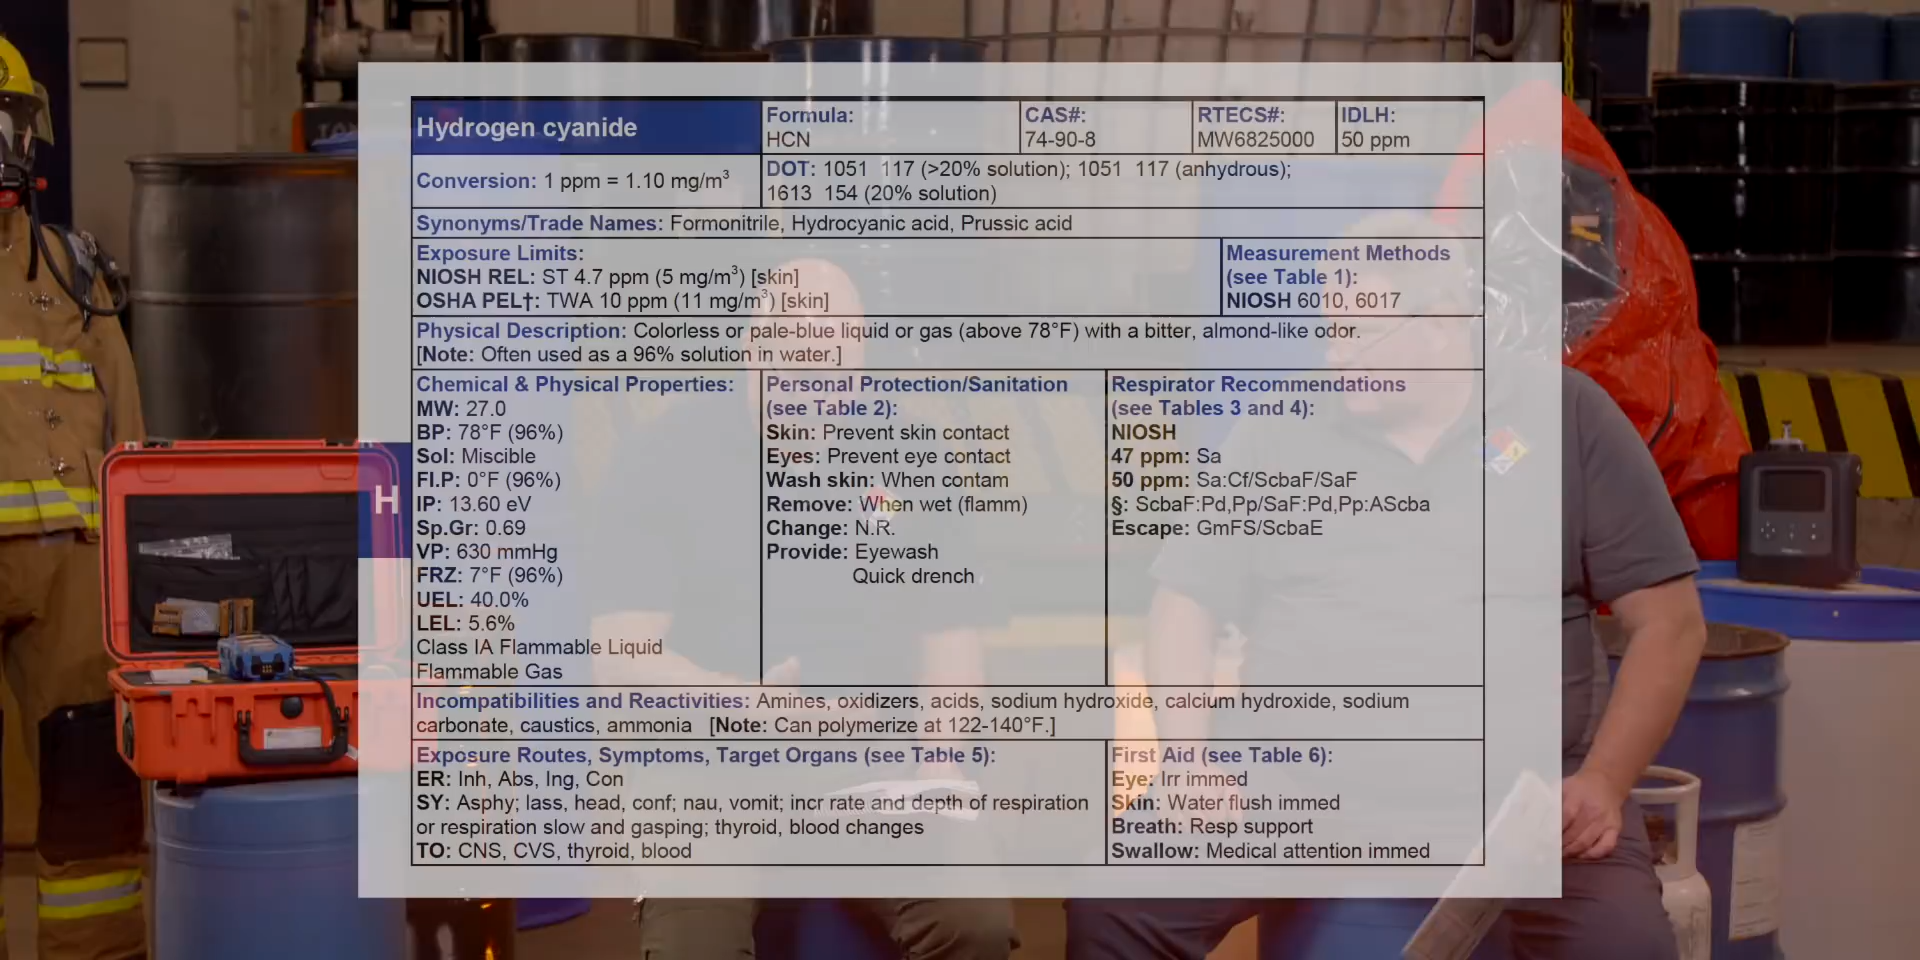 Hydrogen cyanide
Formula:
HCN
CAS#:
74-90-8
RTECS#:
MW6825000
IDLH:
50 ppm
Conversion: 1 ppm = 1.10 mg/m³
DOT: 1051 117 (>20% solution); 1051 117 (anhydrous);
1613 154 (20% solution)
Synonyms/Trade Names: Formonitrile, Hydrocyanic acid, Prussic acid
Exposure Limits:
NIOSH REL: ST 4.7 ppm (5 mg/m³) [skin]
OSHA PEL†: TWA 10 ppm (11 mg/m³) [skin]
Measurement Methods
(see Table 1):
NIOSH 6010, 6017
Physical Description: Colorless or pale-blue liquid or gas (above 78°F) with a bitter, almond-like odor.
[Note: Often used as a 96% solution in water.]
Chemical & Physical Properties:
MW: 27.0
BP: 78°F (96%)
Sol: Miscible
Fl.P: 0°F (96%)
IP: 13.60 eV
Sp.Gr: 0.69
VP: 630 mmHg
FRZ: 7°F (96%)
UEL: 40.0%
LEL: 5.6%
Class IA Flammable Liquid
Flammable Gas
Personal Protection/Sanitation
(see Table 2):
Skin: Prevent skin contact
Eyes: Prevent eye contact
Wash skin: When contam
Remove: When wet (flamm)
Change: N.R.
Provide: Eyewash
Quick drench
Respirator Recommendations
(see Tables 3 and 4):
NIOSH
47 ppm: Sa
50 ppm: Sa:Cf/ScbaF/SaF
§: ScbaF:Pd,Pp/SaF:Pd,Pp:AScba
Escape: GmFS/ScbaE
Incompatibilities and Reactivities: Amines, oxidizers, acids, sodium hydroxide, calcium hydroxide, sodium
carbonate, caustics, ammonia [Note: Can polymerize at 122-140°F.]
Exposure Routes, Symptoms, Target Organs (see Table 5):
ER: Inh, Abs, Ing, Con
SY: Asphy; lass, head, conf; nau, vomit; incr rate and depth of respiration
or respiration slow and gasping; thyroid, blood changes
TO: CNS, CVS, thyroid, blood
First Aid (see Table 6):
Eye: Irr immed
Skin: Water flush immed
Breath: Resp support
Swallow: Medical attention immed
H